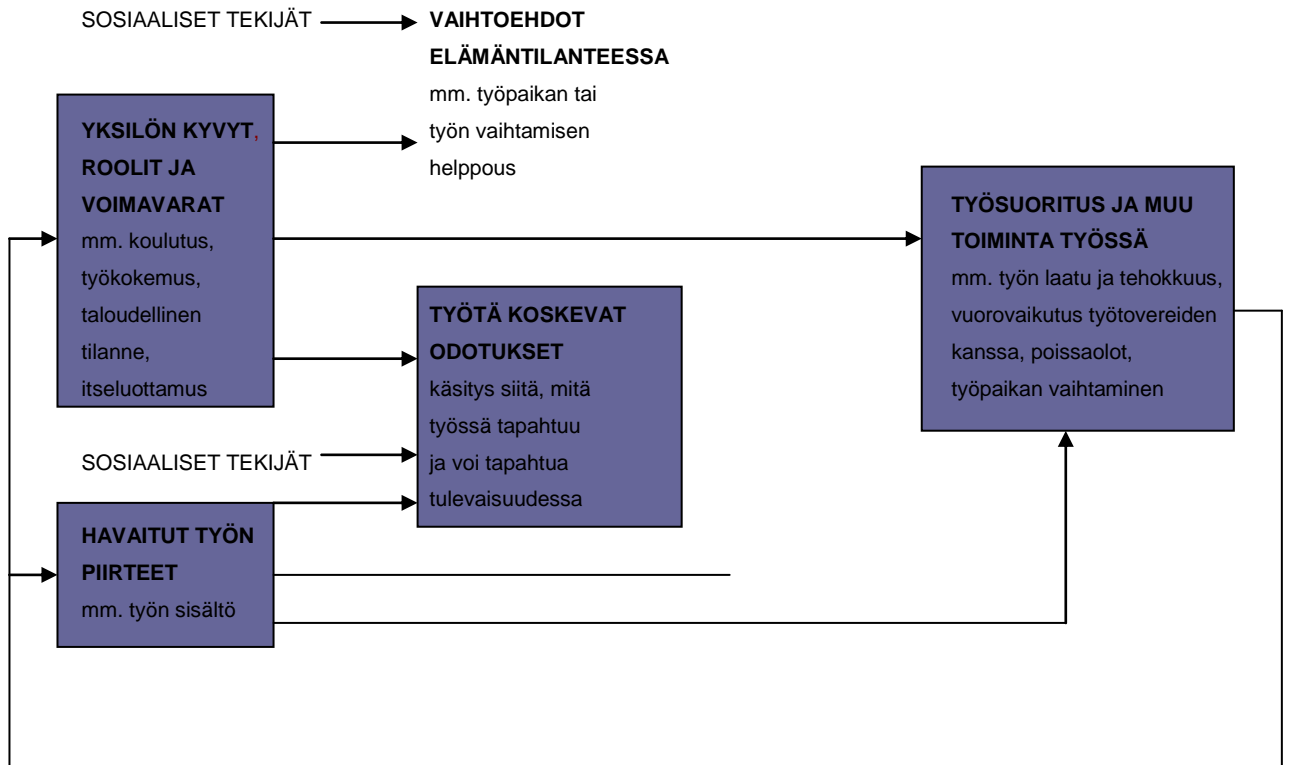 SOSIAALISET TEKIJÄT
VAIHTOEHDOT
ELÄMÄNTILANTEESSA
mm. työpaikan tai
työn vaihtamisen
helppous
YKSILÖN KYVYT,
ROOLIT JA
VOIMAVARAT
mm. koulutus,
työkokemus,
taloudellinen
tilanne,
itseluottamus
TYÖSUORITUS JA MUU
TOIMINTA TYÖSSÄ
mm. työn laatu ja tehokkuus,
vuorovaikutus työtovereiden
kanssa, poissaolot,
työpaikan vaihtaminen
TYÖTÄ KOSKEVAT
ODOTUKSET
käsitys siitä, mitä
työssä tapahtuu
ja voi tapahtua
tulevaisuudessa
SOSIAALISET TEKIJÄT
HAVAITUT TYÖN
PIIRTEET
mm. työn sisältö